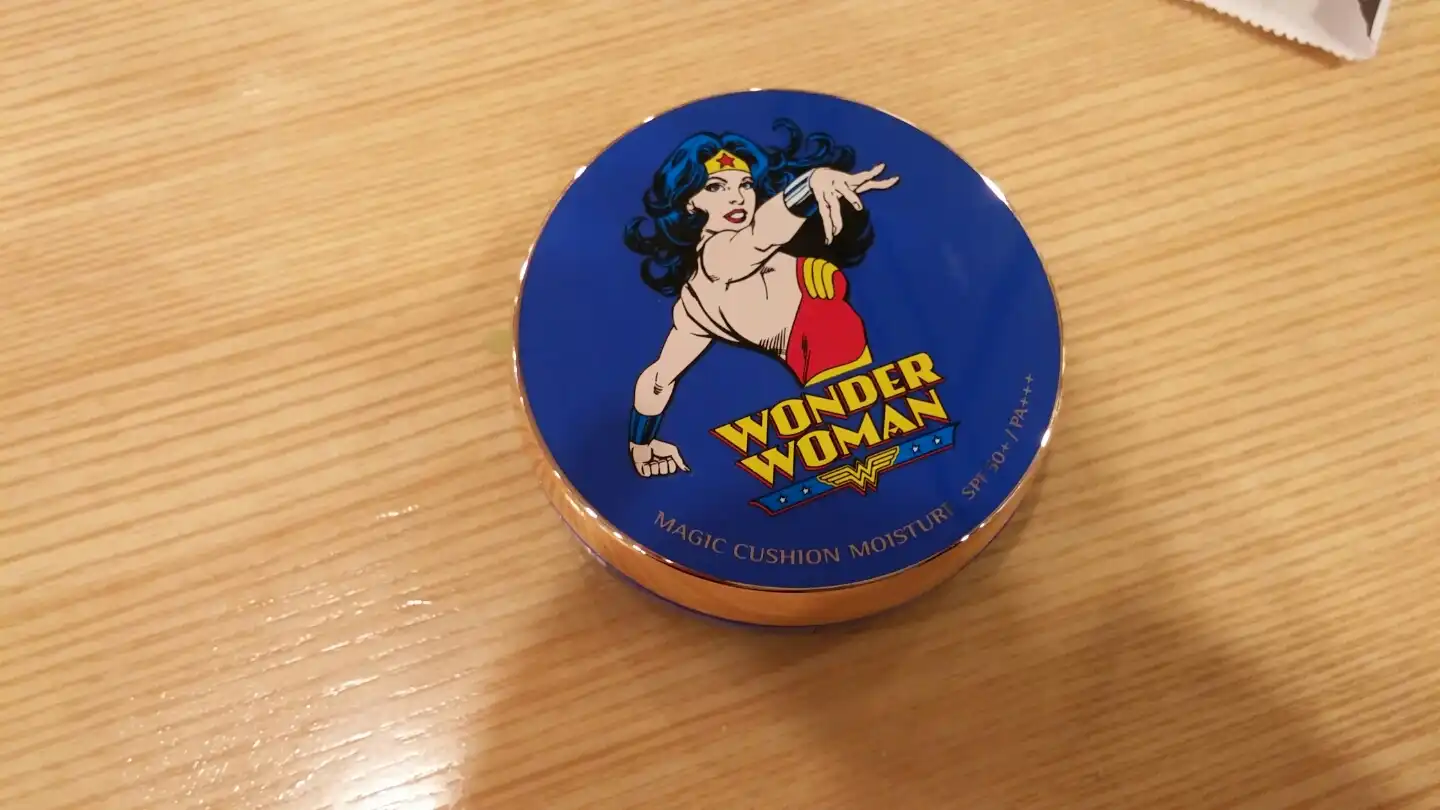 WONDER
WOMAN
MAGIC CUSHION MOISTURE SPF 50+ / PA+++